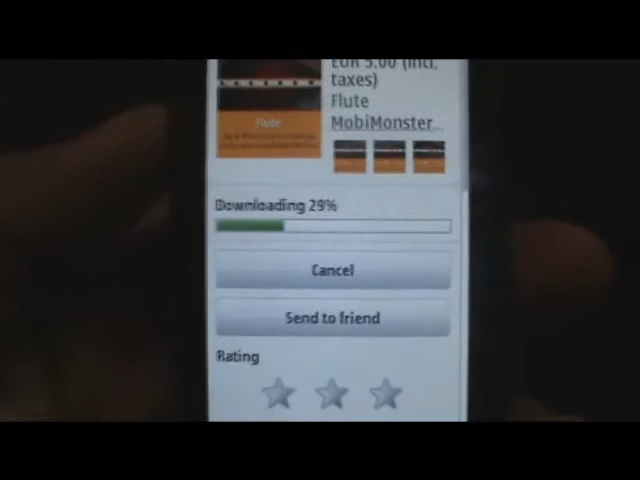 EUR 5.00 (incl.
taxes)
Flute
MobiMonster...
Flute
Downloading 29%
Cancel
Send to friend
Rating